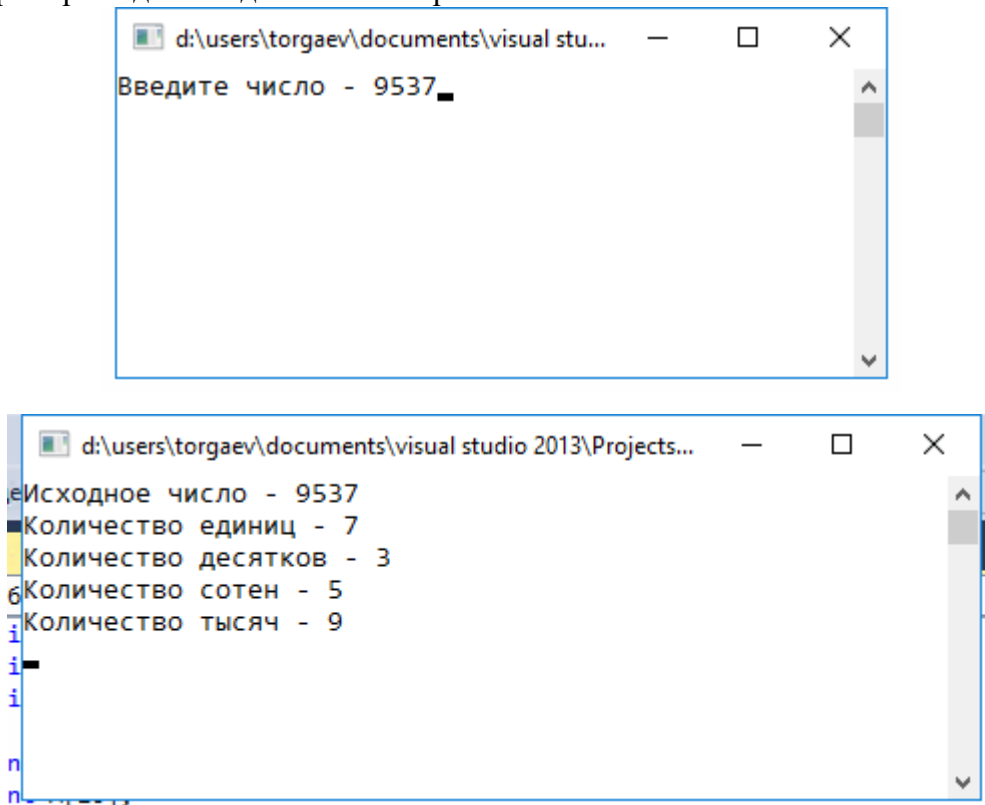 d:\users\torgaev\documents\visual stu...
Введите число - 9537
d:\users\torgaev\documents\visual studio 2013\Projects...
Исходное число - 9537
Количество единиц - 7
Количество десятков - 3
Количество сотен - 5
Количество тысяч - 9